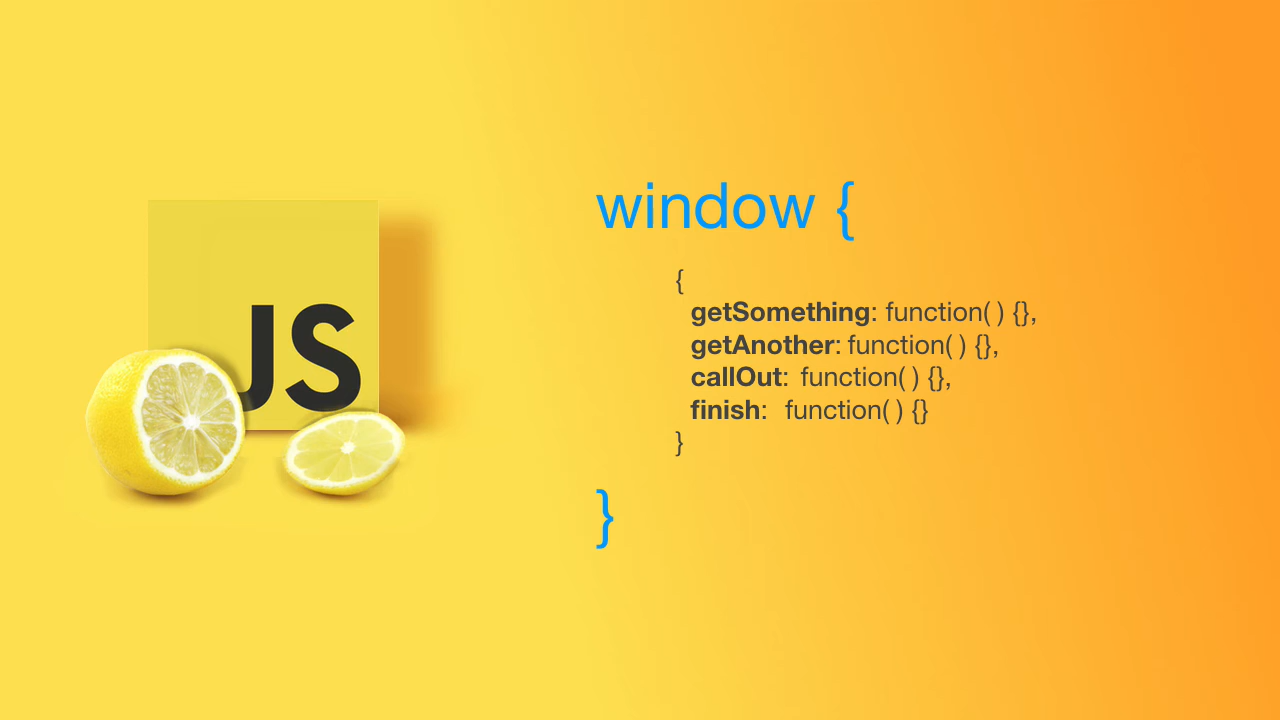 JS
window {
{
getSomething: function( ) {},
getAnother: function( ) {},
callOut: function( ) {},
finish: function( ) {}
}
}